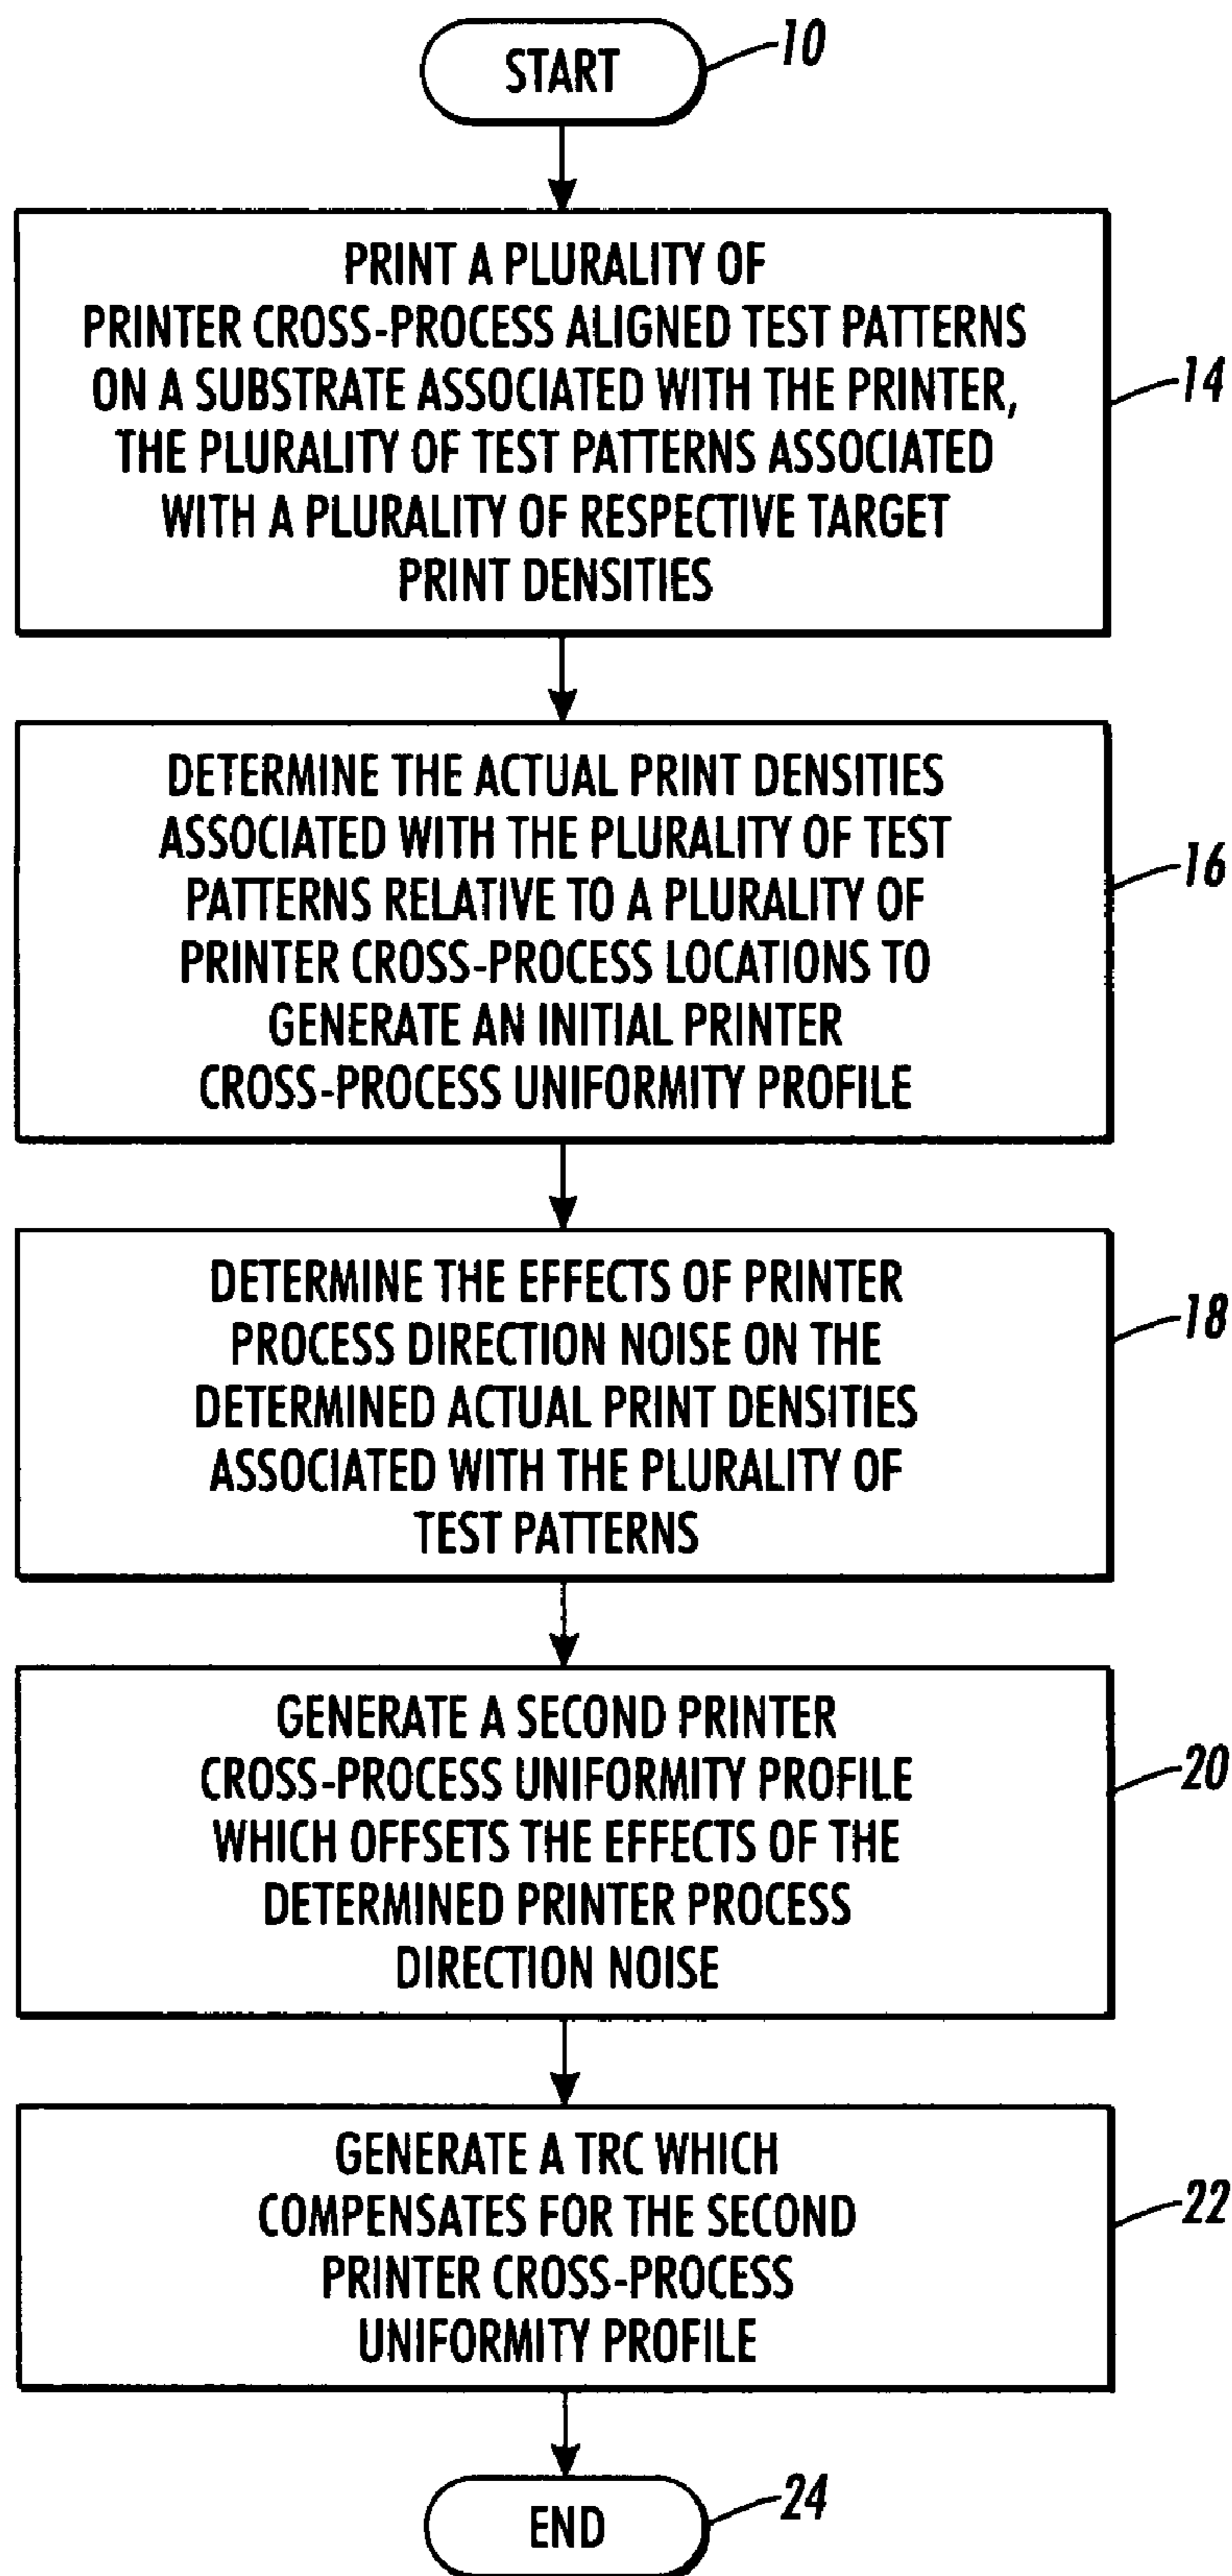 START
10
PRINT A PLURALITY OF
PRINTER CROSS-PROCESS ALIGNED TEST PATTERNS
ON A SUBSTRATE ASSOCIATED WITH THE PRINTER,
THE PLURALITY OF TEST PATTERNS ASSOCIATED
WITH A PLURALITY OF RESPECTIVE TARGET
PRINT DENSITIES
14
DETERMINE THE ACTUAL PRINT DENSITIES
ASSOCIATED WITH THE PLURALITY OF TEST
PATTERNS RELATIVE TO A PLURALITY OF
PRINTER CROSS-PROCESS LOCATIONS TO
GENERATE AN INITIAL PRINTER
CROSS-PROCESS UNIFORMITY PROFILE
16
DETERMINE THE EFFECTS OF PRINTER
PROCESS DIRECTION NOISE ON THE
DETERMINED ACTUAL PRINT DENSITIES
ASSOCIATED WITH THE PLURALITY OF
TEST PATTERNS
18
GENERATE A SECOND PRINTER
CROSS-PROCESS UNIFORMITY PROFILE
WHICH OFFSETS THE EFFECTS OF THE
DETERMINED PRINTER PROCESS
DIRECTION NOISE
20
GENERATE A TRC WHICH
COMPENSATES FOR THE SECOND
PRINTER CROSS-PROCESS
UNIFORMITY PROFILE
22
END
24